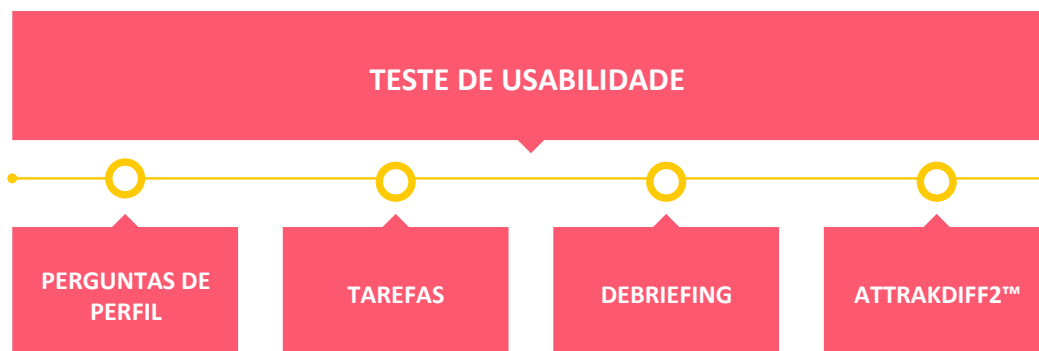 TESTE DE USABILIDADE
PERGUNTAS DE
PERFIL
TAREFAS
DEBRIEFING
ATTRAKDIFF2™